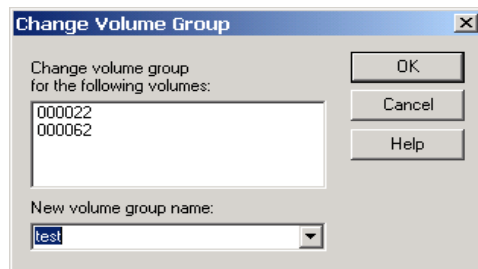 Change Volume Group
Change volume group
for the following volumes:
000022
000062
New volume group name:
test
OK
Cancel
Help